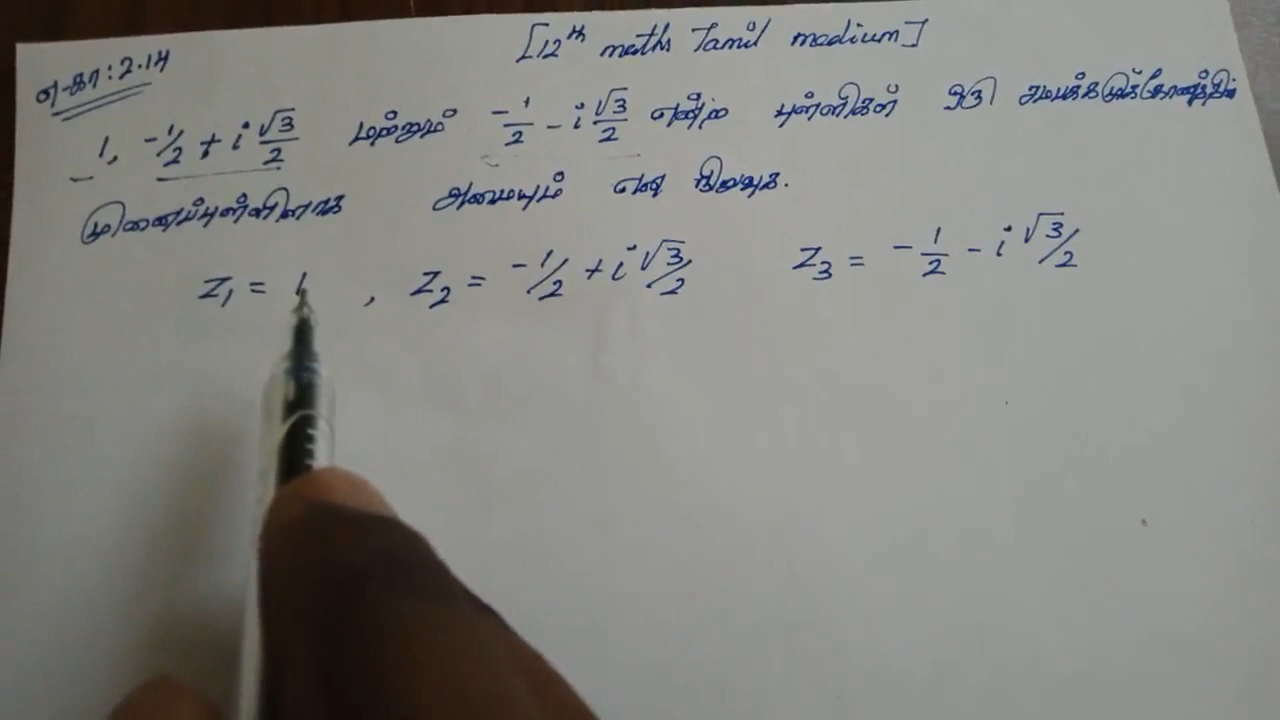 [12th maths Tamil medium]
எ-கா : 2.14
1, -1/2 + i √3/2 மற்றும் -1/2 - i √3/2 என்ற புள்ளிகள் ஒரு சமபக்கமுக்கோணத்தின்
முனைப்புள்ளிளாக அமையும் என நிறுவுக.
Z₁ = 1 , Z₂ = -1/2 + i √3/2 Z₃ = -1/2 - i √3/2